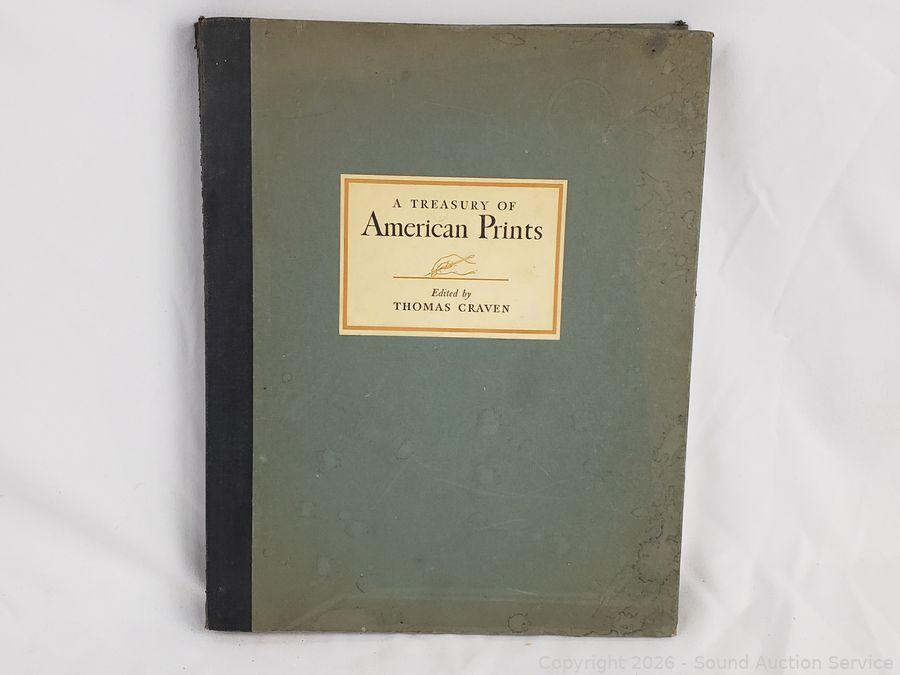 A TREASURY OF
American Prints
Edited by
THOMAS CRAVEN
Copyright 2026 - Sound Auction Service